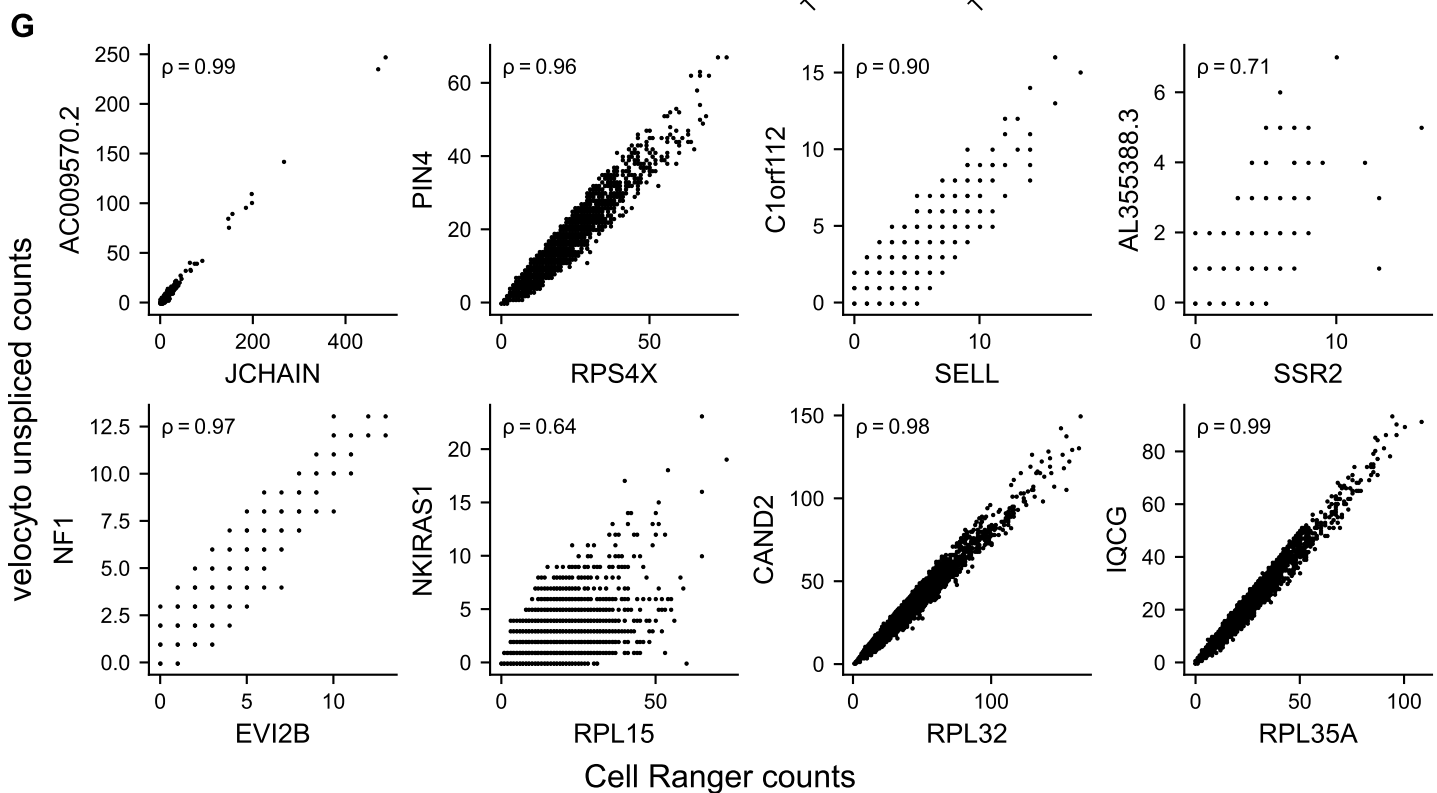 G
velocyto unspliced counts
ρ = 0.99
AC009570.2
250
200
150
100
50
0
0 200 400
JCHAIN
ρ = 0.96
PIN4
60
40
20
0
0 50
RPS4X
ρ = 0.90
C1orf112
15
10
5
0
0 10
SELL
ρ = 0.71
AL355388.3
6
4
2
0
0 10
SSR2
ρ = 0.97
NF1
12.5
10.0
7.5
5.0
2.5
0.0
0 5 10
EVI2B
ρ = 0.64
NKIRAS1
20
15
10
5
0
0 50
RPL15
ρ = 0.98
CAND2
150
100
50
0
0 100
RPL32
ρ = 0.99
IQCG
80
60
40
20
0
0 50 100
RPL35A
Cell Ranger counts